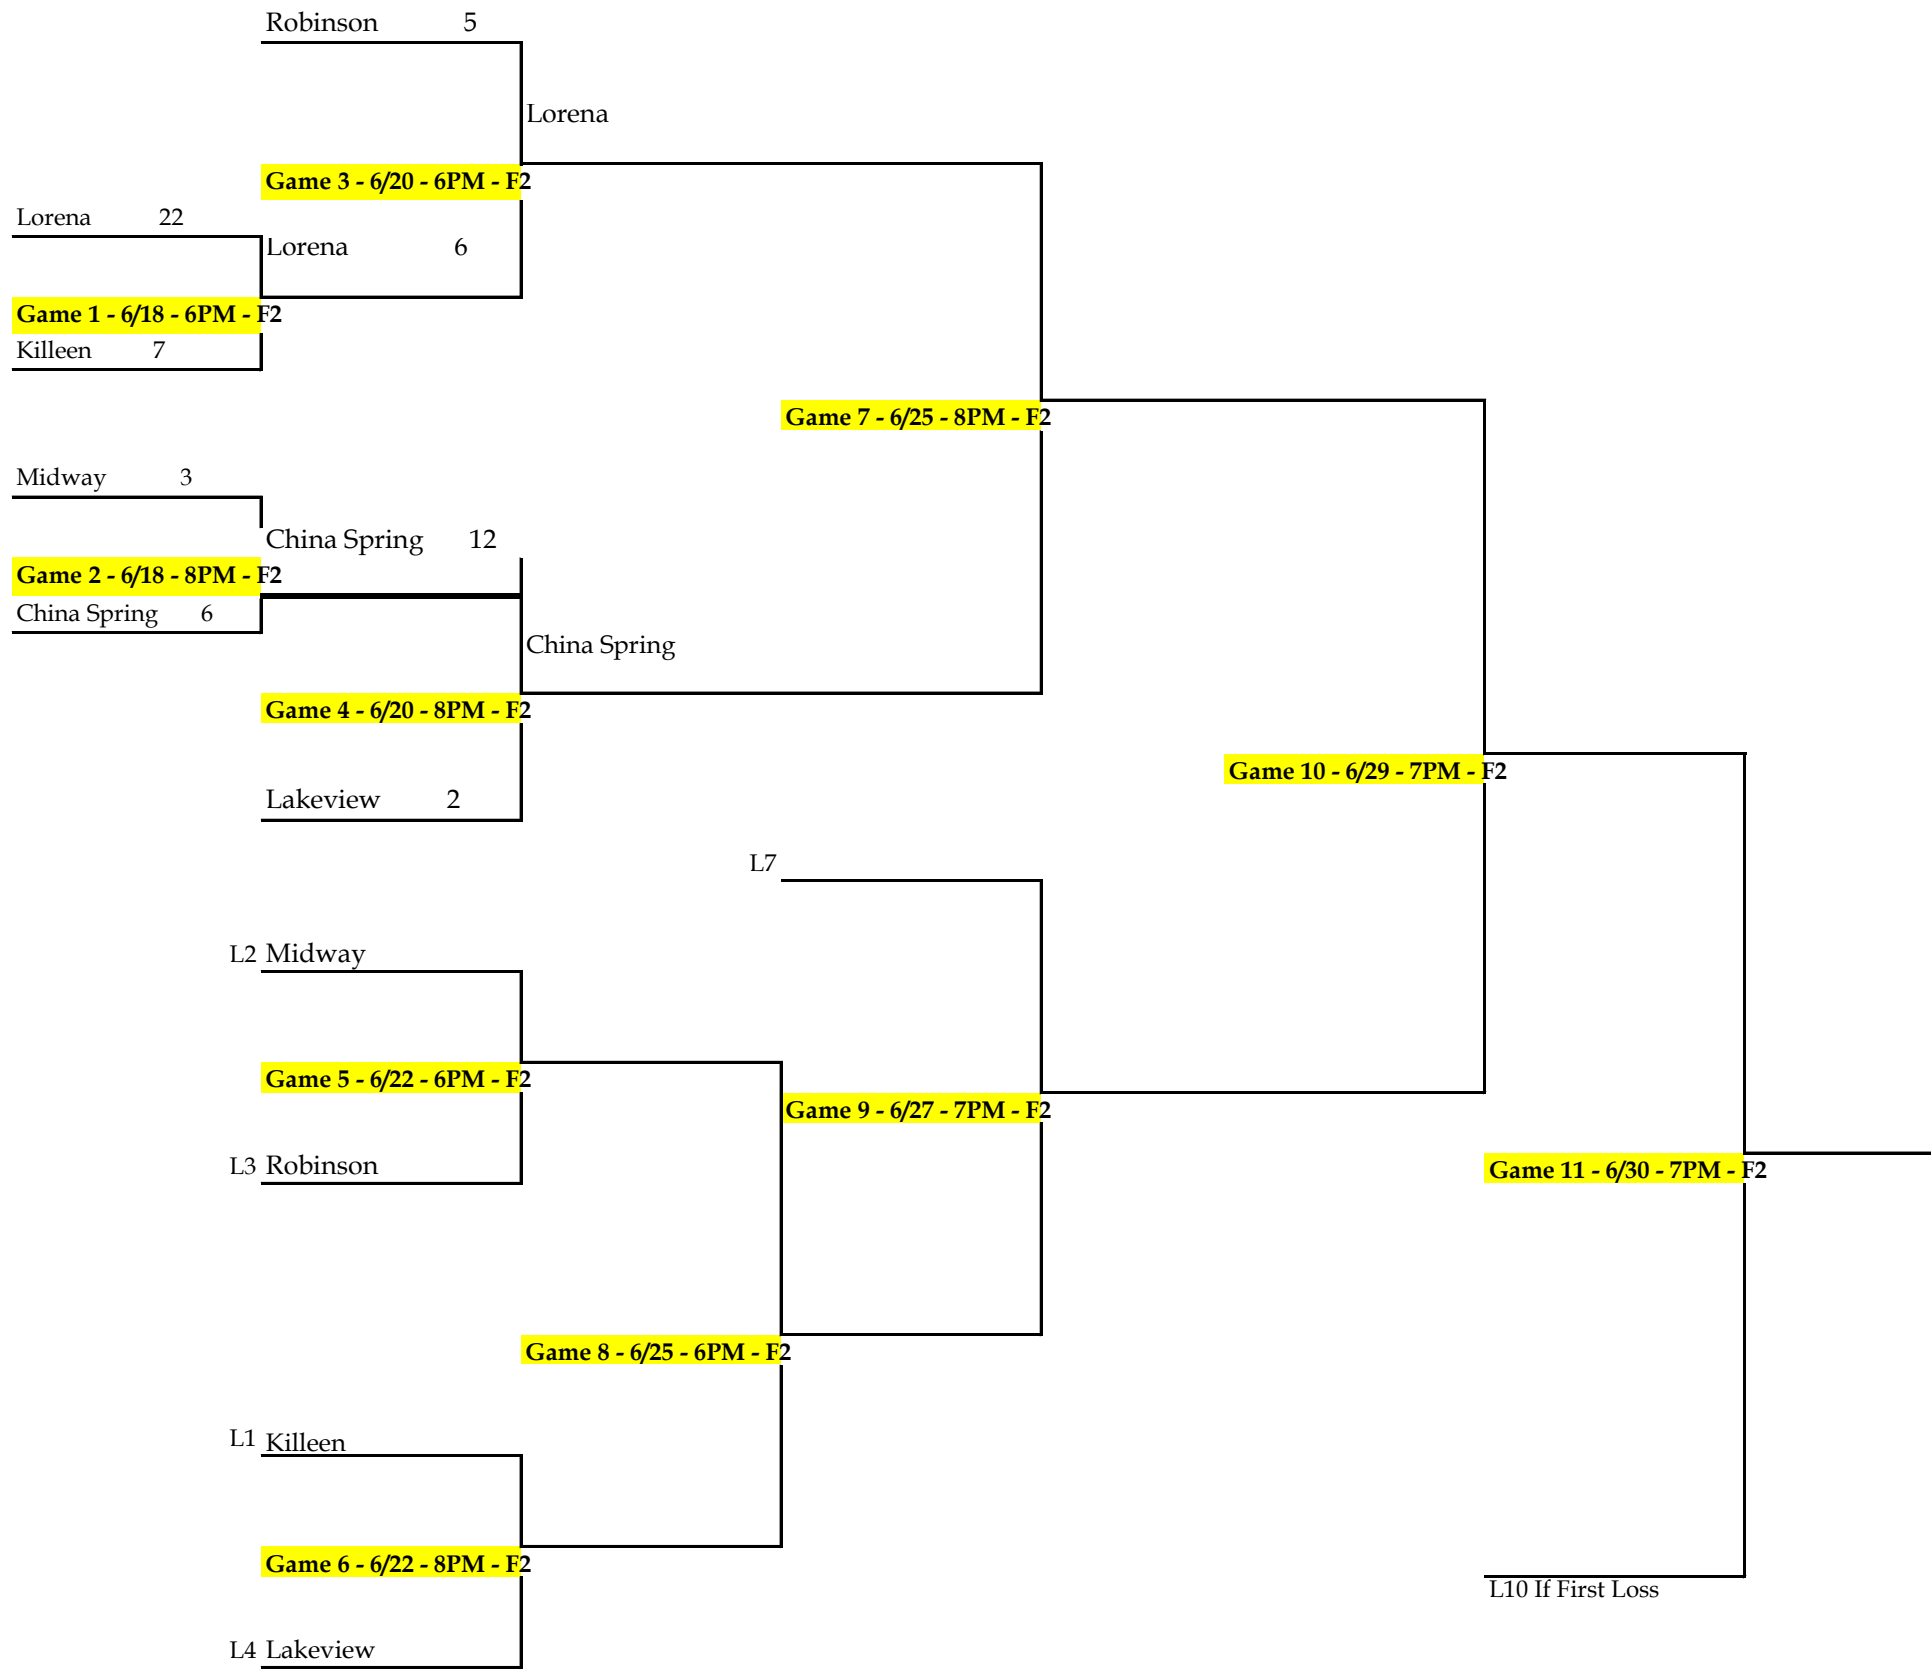 Robinson 5
Lorena
Game 3 - 6/20 - 6PM - F2
Lorena 22
Lorena 6
Game 1 - 6/18 - 6PM - F2
Killeen 7
Game 7 - 6/25 - 8PM - F2
Midway 3
China Spring 12
Game 2 - 6/18 - 8PM - F2
China Spring 6
China Spring
Game 4 - 6/20 - 8PM - F2
Game 10 - 6/29 - 7PM - F2
Lakeview 2
L7
L2 Midway
Game 5 - 6/22 - 6PM - F2
Game 9 - 6/27 - 7PM - F2
L3 Robinson
Game 11 - 6/30 - 7PM - F2
Game 8 - 6/25 - 6PM - F2
L1 Killeen
Game 6 - 6/22 - 8PM - F2
L10 If First Loss
L4 Lakeview